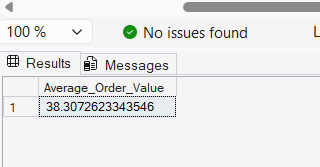 100 %
No issues found
L
Results
Messages
Average_Order_Value
1
38.3072623343546